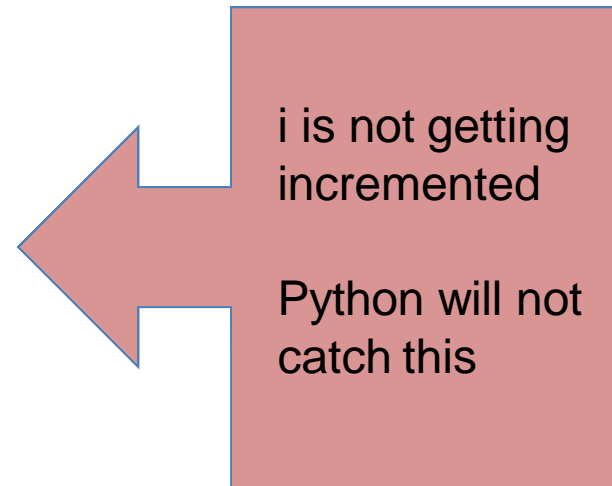 i is not getting
incremented
Python will not
catch this